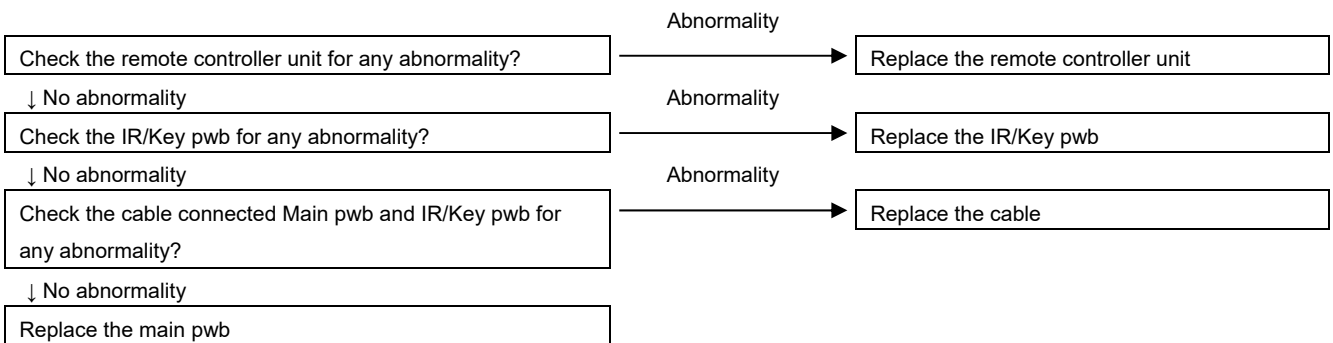 Abnormality
Check the remote controller unit for any abnormality?
Replace the remote controller unit
↓ No abnormality
Abnormality
Check the IR/Key pwb for any abnormality?
Replace the IR/Key pwb
↓ No abnormality
Abnormality
Check the cable connected Main pwb and IR/Key pwb for
any abnormality?
Replace the cable
↓ No abnormality
Replace the main pwb